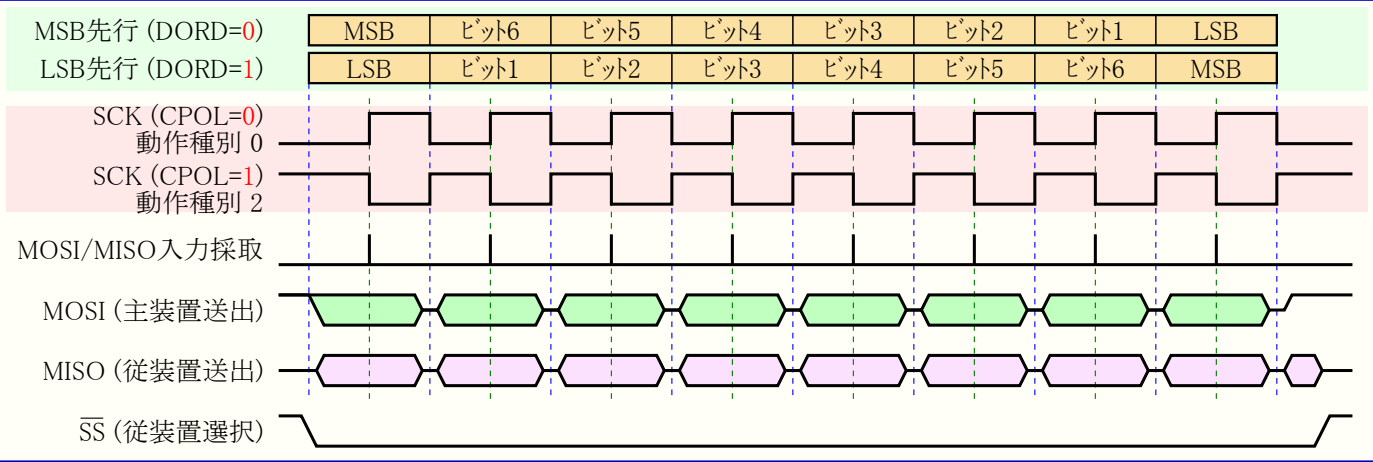 MSB先行 (DORD=0) MSB ビット6 ビット5 ビット4 ビット3 ビット2 ビット1 LSB
LSB先行 (DORD=1) LSB ビット1 ビット2 ビット3 ビット4 ビット5 ビット6 MSB
SCK (CPOL=0)
動作種別 0
SCK (CPOL=1)
動作種別 2
MOSI/MISO入力採取
MOSI (主装置送出)
MISO (従装置送出)
SS (従装置選択)